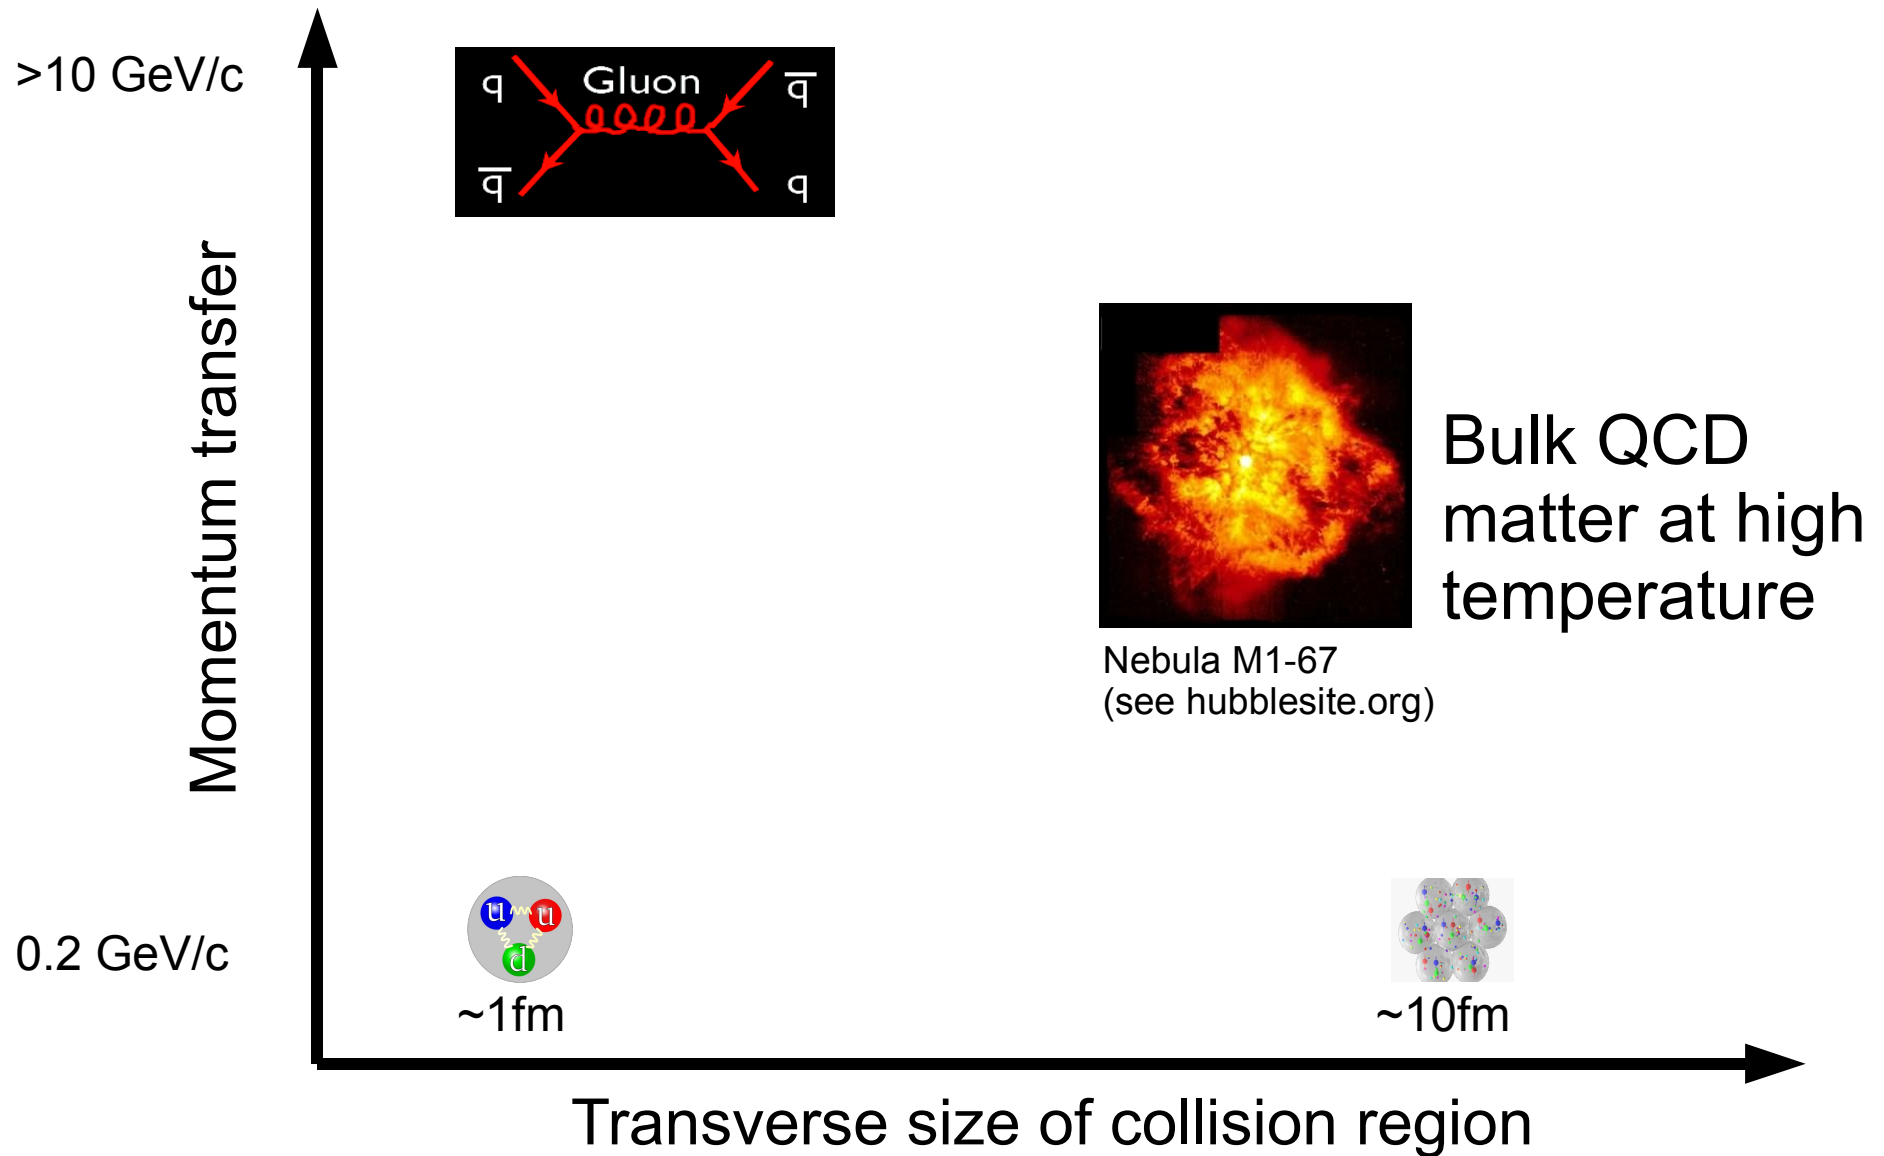 >10 GeV/c
q Gluon q̅
q̅ q
Momentum transfer
Bulk QCD
matter at high
temperature
Nebula M1-67
(see hubblesite.org)
u u
d
0.2 GeV/c
~1fm
~10fm
Transverse size of collision region